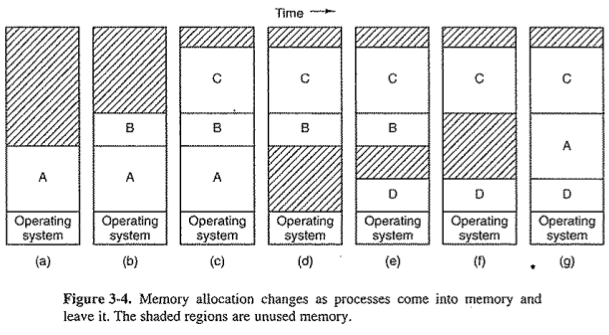 Time
C C C C C
B B B B A
A A A D D D
Operating system Operating system Operating system Operating system Operating system Operating system Operating system
(a) (b) (c) (d) (e) (f) (g)
Figure 3-4. Memory allocation changes as processes come into memory and
leave it. The shaded regions are unused memory.